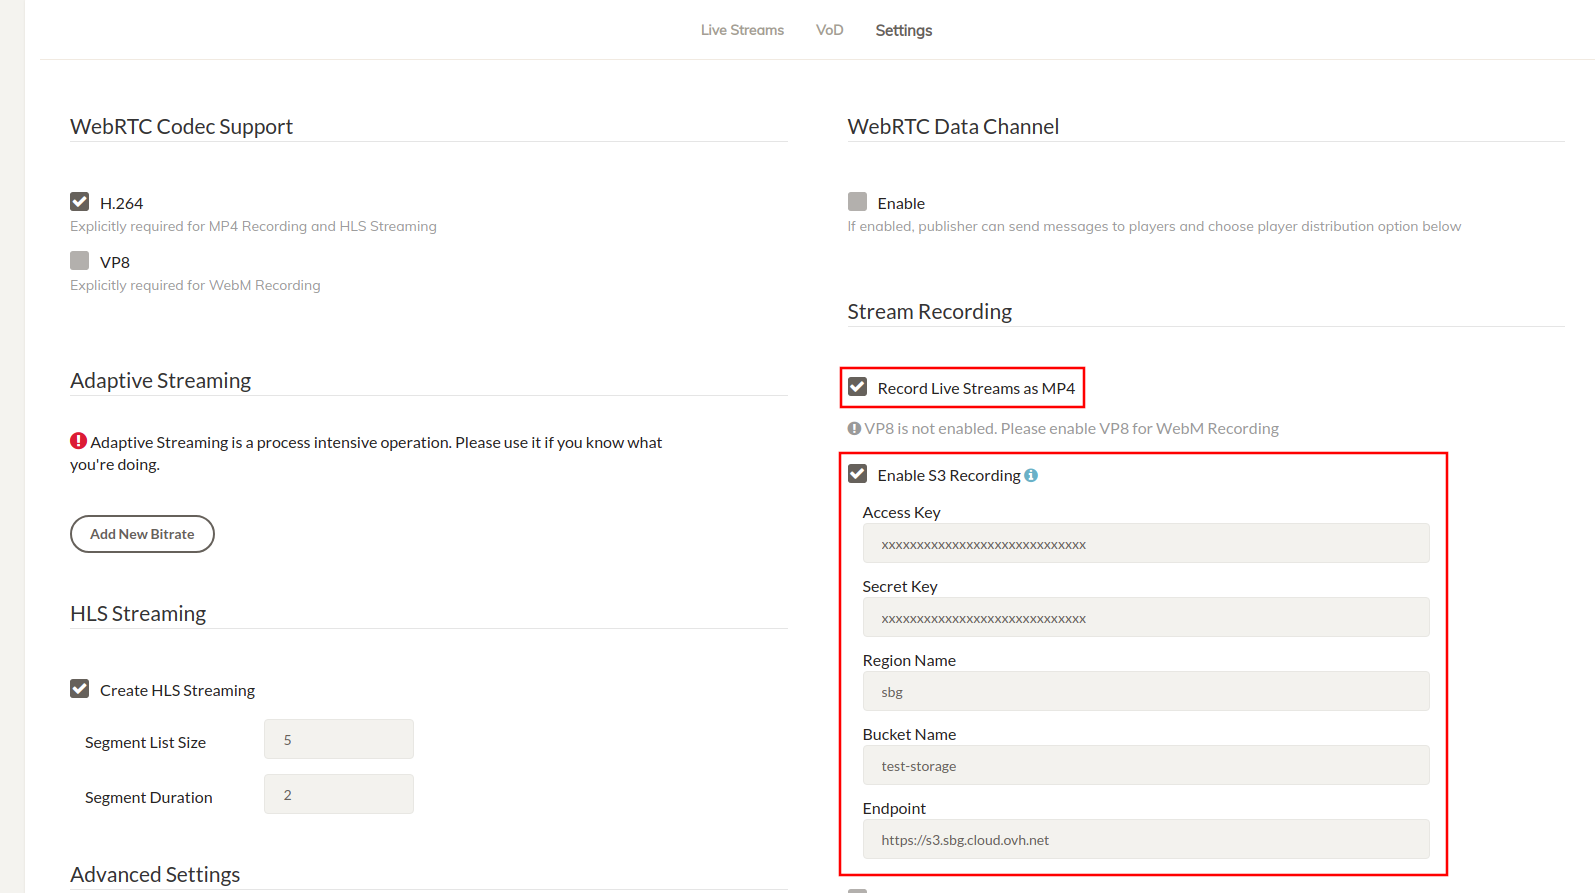 Live Streams VoD Settings
WebRTC Codec Support
H.264
Explicitly required for MP4 Recording and HLS Streaming
VP8
Explicitly required for WebM Recording
Adaptive Streaming
Adaptive Streaming is a process intensive operation. Please use it if you know what
you're doing.
Add New Bitrate
HLS Streaming
Create HLS Streaming
Segment List Size 5
Segment Duration 2
Advanced Settings
WebRTC Data Channel
Enable
If enabled, publisher can send messages to players and choose player distribution option below
Stream Recording
Record Live Streams as MP4
VP8 is not enabled. Please enable VP8 for WebM Recording
Enable S3 Recording
Access Key
xxxxxxxxxxxxxxxxxxxxxxxxxxxxx
Secret Key
xxxxxxxxxxxxxxxxxxxxxxxxxxxxx
Region Name
sbg
Bucket Name
test-storage
Endpoint
https://s3.sbg.cloud.ovh.net